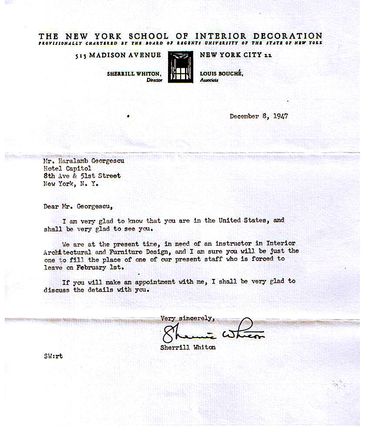 THE NEW YORK SCHOOL OF INTERIOR DECORATION
PROVISIONALLY CHARTERED BY THE BOARD OF REGENTS UNIVERSITY OF THE STATE OF NEW YORK
515 MADISON AVENUE NEW YORK CITY 22
SHERRILL WHITON, LOUIS BOUCHÉ,
Director Associate
December 8, 1947
Mr. Haralamb Georgescu
Hotel Capitol
8th Ave & 51st Street
New York, N. Y.
Dear Mr. Georgescu,
I am very glad to know that you are in the United States, and
shall be very glad to see you.
We are at the present time, in need of an instructor in Interior
Architectural and Furniture Design, and I am sure you will be just the
one to fill the place of one of our present staff who is forced to
leave on February 1st.
If you will make an appointment with me, I shall be very glad to
discuss the details with you.
Very sincerely,
Sherrill Whiton
Sherrill Whiton
SW:rt